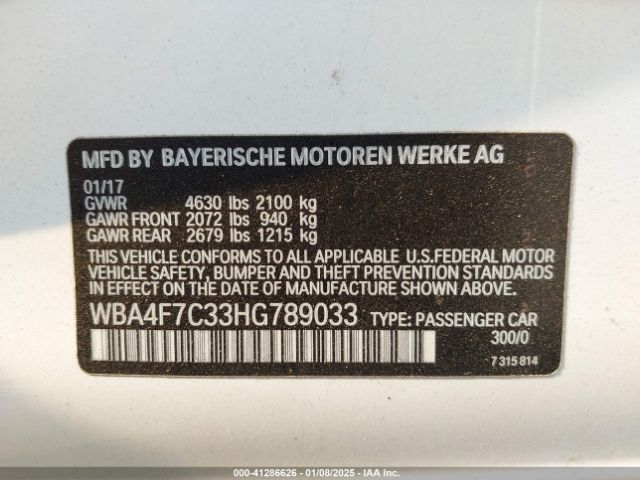 MFD BY BAYERISCHE MOTOREN WERKE AG
01/17
GVWR 4630 lbs 2100 kg
GAWR FRONT 2072 lbs 940 kg
GAWR REAR 2679 lbs 1215 kg
THIS VEHICLE CONFORMS TO ALL APPLICABLE U.S.FEDERAL MOTOR
VEHICLE SAFETY, BUMPER AND THEFT PREVENTION STANDARDS
IN EFFECT ON THE DATE OF MANUFACTURE SHOWN ABOVE.
WBA4F7C33HG789033 TYPE: PASSENGER CAR
300/0
7 315 814
000-41286626 - 01/08/2025 - IAA Inc.